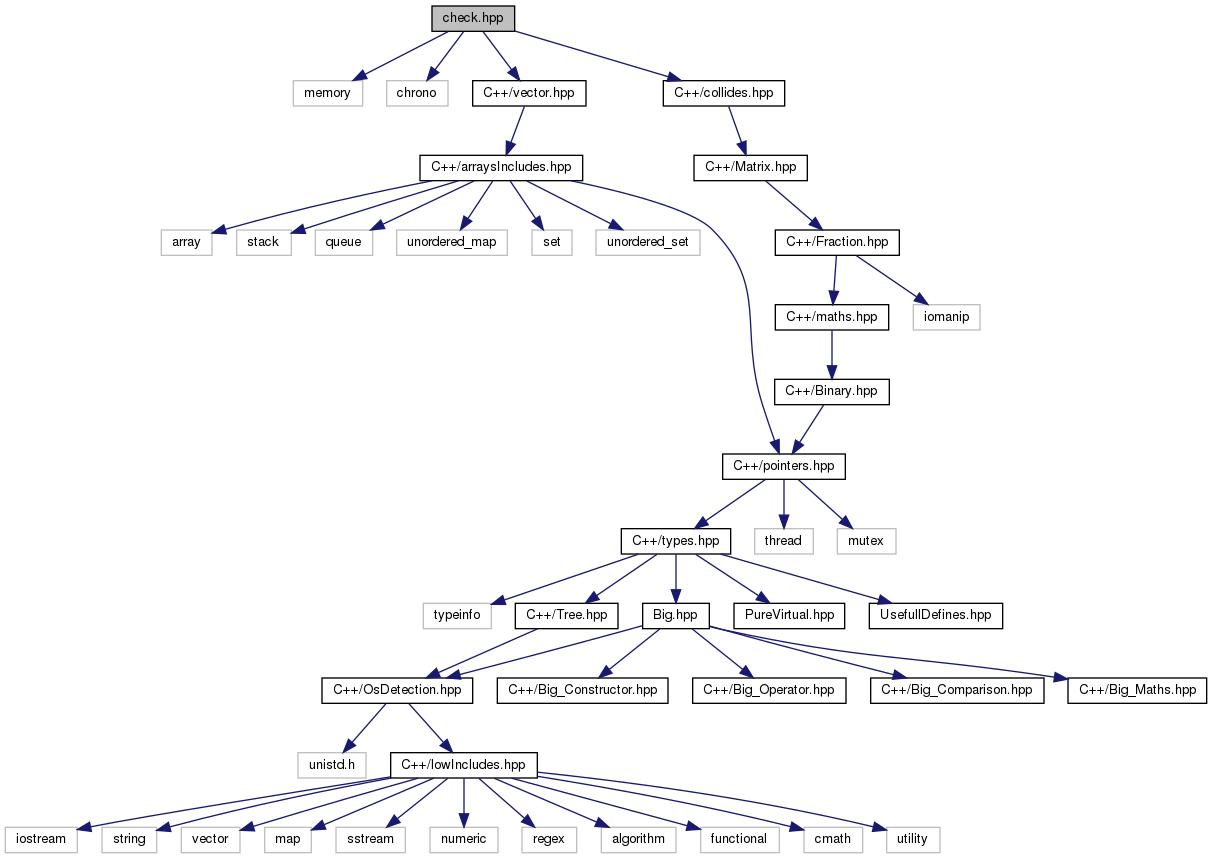 check.hpp
memory
chrono
C++/vector.hpp
C++/collides.hpp
C++/arraysIncludes.hpp
C++/Matrix.hpp
array
stack
queue
unordered_map
set
unordered_set
C++/Fraction.hpp
C++/maths.hpp
iomanip
C++/Binary.hpp
C++/pointers.hpp
C++/types.hpp
thread
mutex
typeinfo
C++/Tree.hpp
Big.hpp
PureVirtual.hpp
UsefullDefines.hpp
C++/OsDetection.hpp
C++/Big_Constructor.hpp
C++/Big_Operator.hpp
C++/Big_Comparison.hpp
C++/Big_Maths.hpp
unistd.h
C++/lowIncludes.hpp
iostream
string
vector
map
sstream
numeric
regex
algorithm
functional
cmath
utility